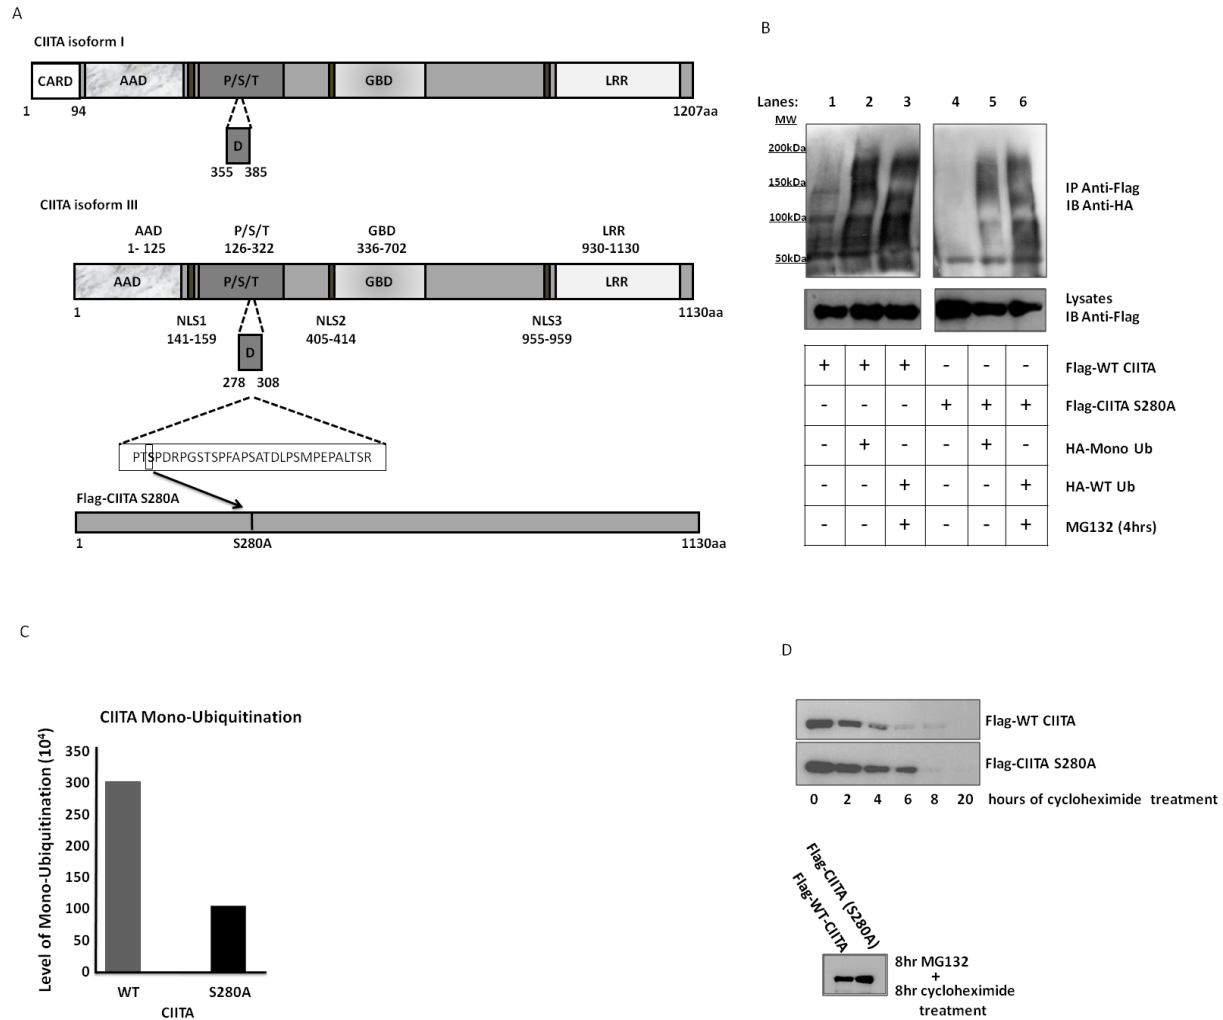 A
CIITA isoform I
CARD AAD P/S/T GBD LRR
1 94 1207aa
D
355 385
CIITA isoform III
AAD P/S/T GBD LRR
1- 125 126-322 336-702 930-1130
AAD P/S/T GBD LRR
1 1130aa
NLS1 NLS2 NLS3
141-159 405-414 955-959
D
278 308
PTSPDRPGSTSPFAPSATDLPSMPEPALTSR
Flag-CIITA S280A
1 S280A 1130aa
B
Lanes: 1 2 3 4 5 6
MW
200kDa
150kDa
100kDa
50kDa
IP Anti-Flag
IB Anti-HA
Lysates
IB Anti-Flag
+ + + - - - Flag-WT CIITA
- - - + + + Flag-CIITA S280A
- + - - + - HA-Mono Ub
- - + - - + HA-WT Ub
- - + - - + MG132 (4hrs)
C
CIITA Mono-Ubiquitination
Level of Mono-Ubiquitination (10⁴)
350
300
250
200
150
100
50
0
WT S280A
CIITA
D
Flag-WT CIITA
Flag-CIITA S280A
0 2 4 6 8 20 hours of cycloheximide treatment
Flag-CIITA (S280A)
Flag-WT-CIITA
8hr MG132
+
8hr cycloheximide
treatment